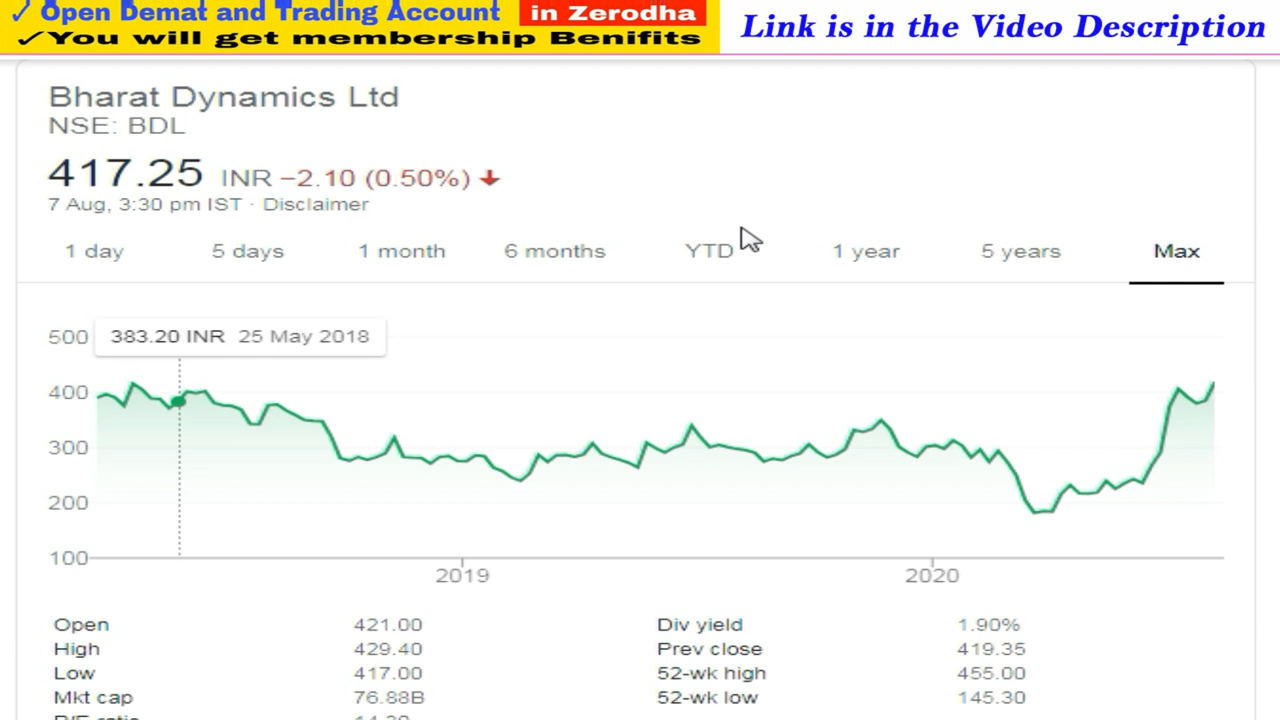 ✓ Open Demat and Trading Account in Zerodha
✓You will get membership Benifits
Link is in the Video Description
Bharat Dynamics Ltd
NSE: BDL
417.25 INR −2.10 (0.50%)
7 Aug, 3:30 pm IST · Disclaimer
1 day 5 days 1 month 6 months YTD 1 year 5 years Max
383.20 INR 25 May 2018
500
400
300
200
100
2019 2020
Open 421.00 Div yield 1.90%
High 429.40 Prev close 419.35
Low 417.00 52-wk high 455.00
Mkt cap 76.88B 52-wk low 145.30
P/E ratio